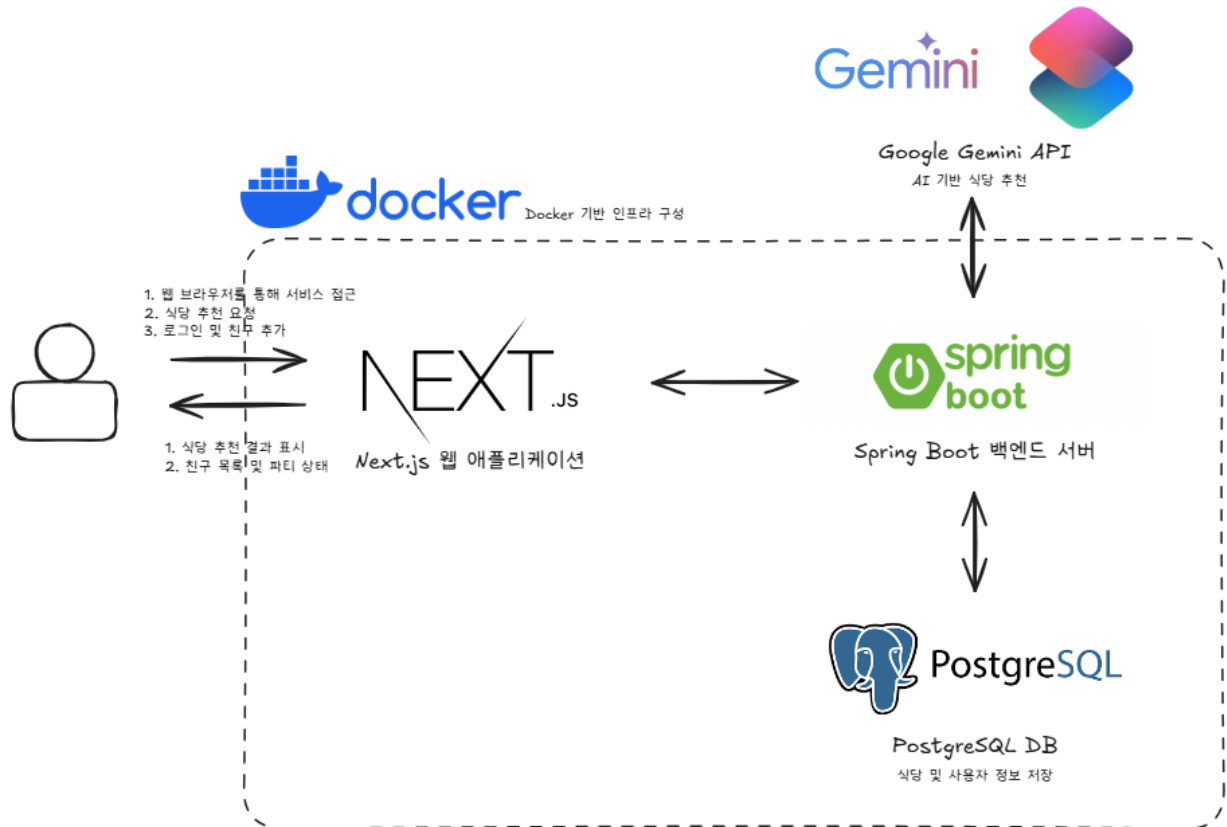 Gemini
Google Gemini API
AI 기반 식당 추천
docker
Docker 기반 인프라 구성
1. 웹 브라우저를 통해 서비스 접근
2. 식당 추천 요청
3. 로그인 및 친구 추가
NEXT.JS
spring
boot
1. 식당 추천 결과 표시
2. 친구 목록 및 파티 상태
Next.js 웹 애플리케이션
Spring Boot 백엔드 서버
PostgreSQL
PostgreSQL DB
식당 및 사용자 정보 저장